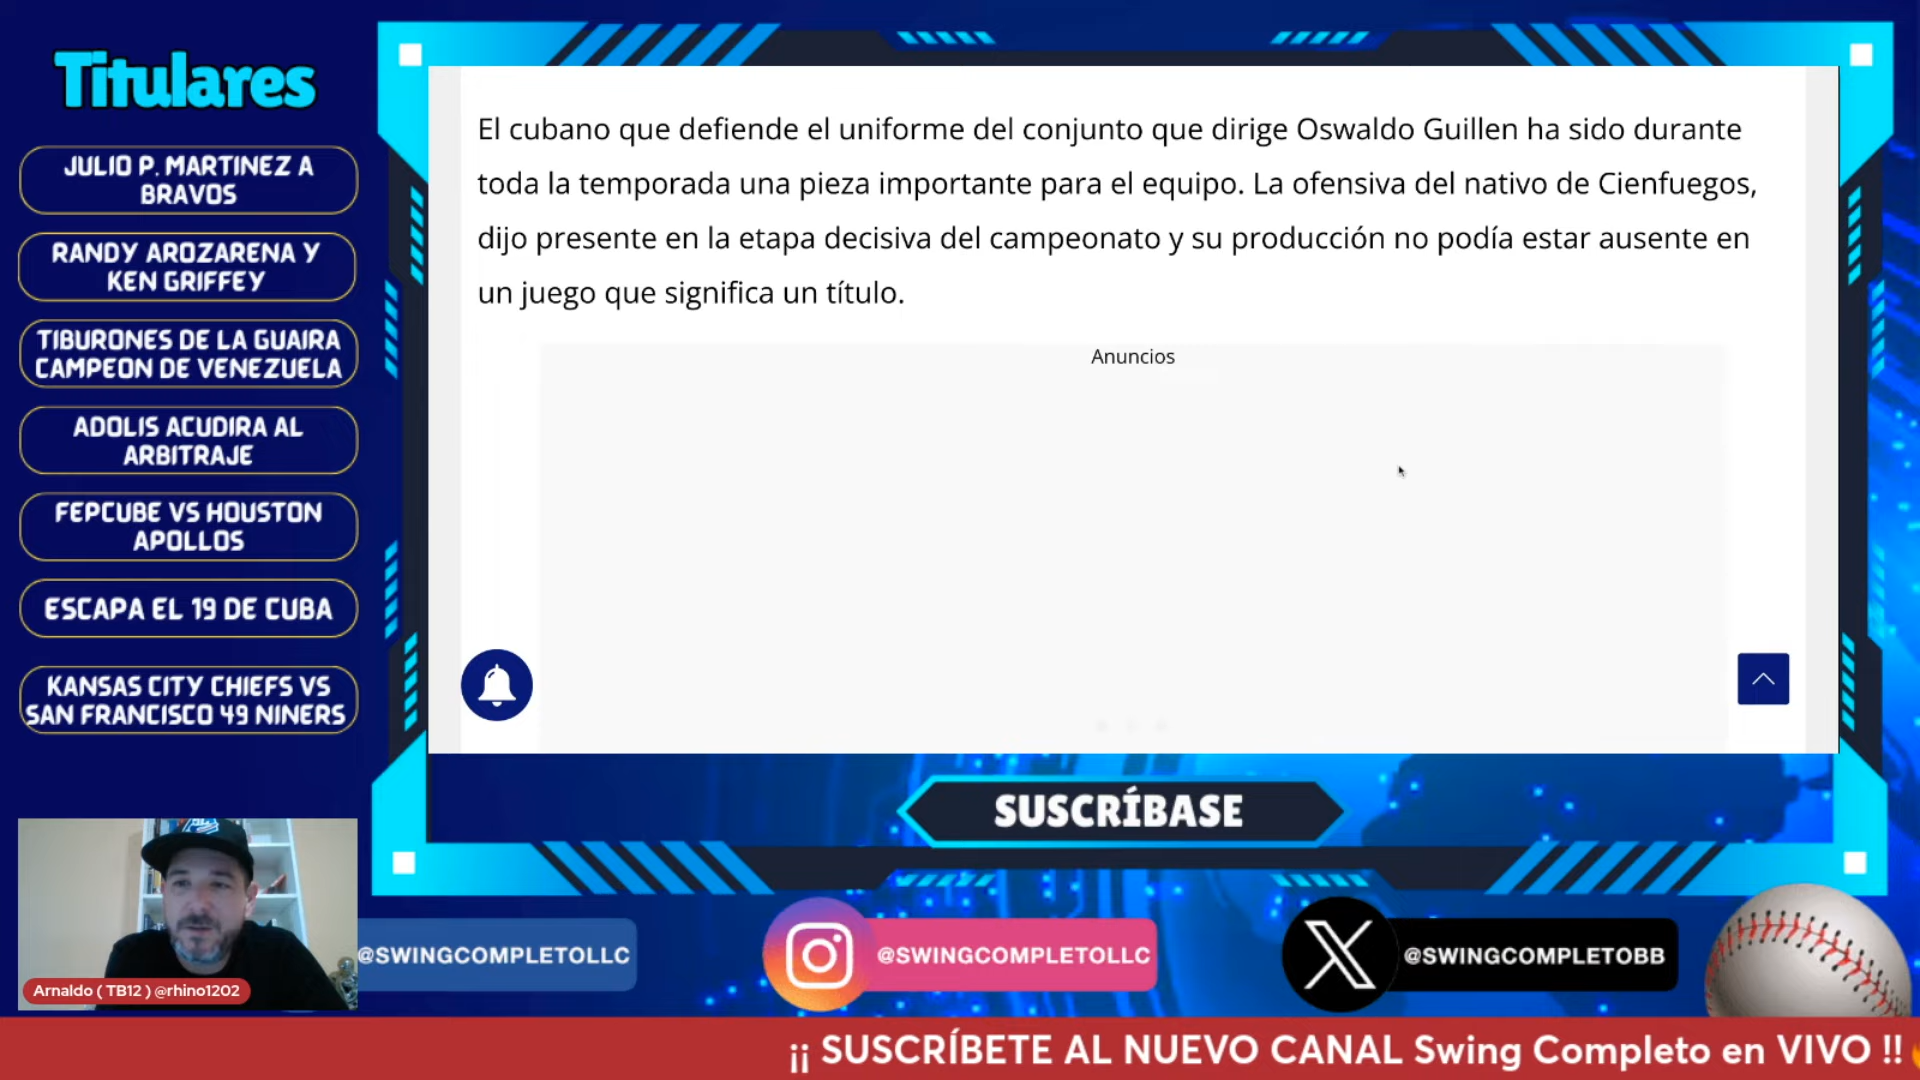 Titulares
JULIO P. MARTINEZ A
BRAVOS
RANDY AROZARENA Y
KEN GRIFFEY
TIBURONES DE LA GUAIRA
CAMPEON DE VENEZUELA
ADOLIS ACUDIRA AL
ARBITRAJE
FEPCUBE VS HOUSTON
APOLLOS
ESCAPA EL 19 DE CUBA
KANSAS CITY CHIEFS VS
SAN FRANCISCO 49 NINERS
El cubano que defiende el uniforme del conjunto que dirige Oswaldo Guillen ha sido durante
toda la temporada una pieza importante para el equipo. La ofensiva del nativo de Cienfuegos,
dijo presente en la etapa decisiva del campeonato y su producción no podía estar ausente en
un juego que significa un título.
Anuncios
SUSCRÍBASE
Arnaldo ( TB12 ) @rhino1202
@SWINGCOMPLETOLLC
@SWINGCOMPLETOLLC
@SWINGCOMPLETOBB
¡¡ SUSCRÍBETE AL NUEVO CANAL Swing Completo en VIVO !!